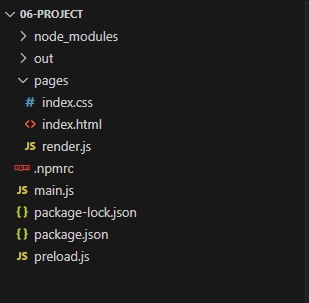 06-PROJECT
node_modules
out
pages
# index.css
<> index.html
JS render.js
npm .npmrc
JS main.js
{} package-lock.json
{} package.json
JS preload.js